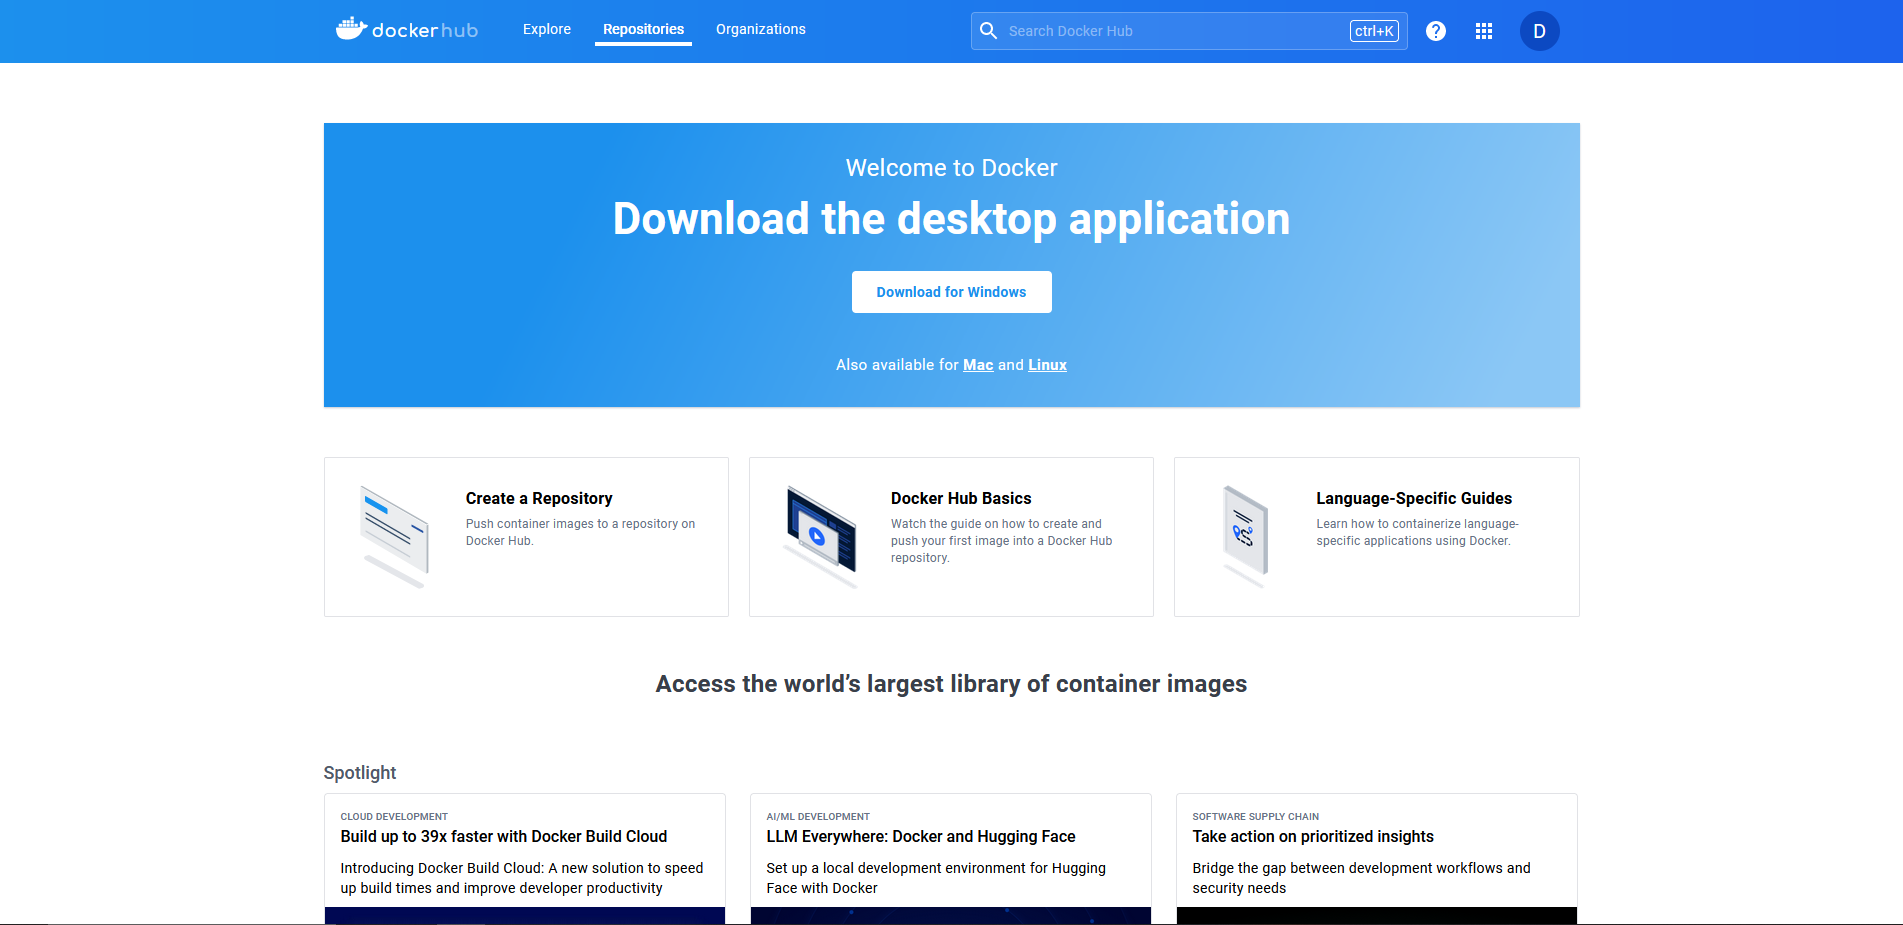 dockerhub
Explore
Repositories
Organizations
Search Docker Hub
ctrl+K
?
D
Welcome to Docker
Download the desktop application
Download for Windows
Also available for Mac and Linux
Create a Repository
Push container images to a repository on
Docker Hub.
Docker Hub Basics
Watch the guide on how to create and
push your first image into a Docker Hub
repository.
Language-Specific Guides
Learn how to containerize language-
specific applications using Docker.
Access the world’s largest library of container images
Spotlight
CLOUD DEVELOPMENT
Build up to 39x faster with Docker Build Cloud
Introducing Docker Build Cloud: A new solution to speed
up build times and improve developer productivity
AI/ML DEVELOPMENT
LLM Everywhere: Docker and Hugging Face
Set up a local development environment for Hugging
Face with Docker
SOFTWARE SUPPLY CHAIN
Take action on prioritized insights
Bridge the gap between development workflows and
security needs